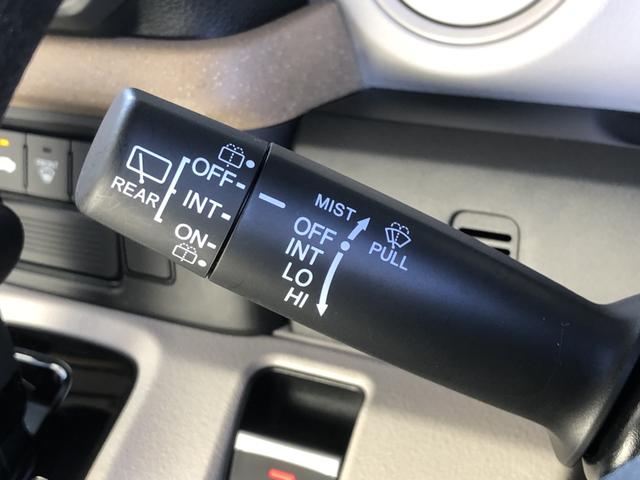 REAR
OFF
INT
ON
MIST
OFF
INT
LO
HI
PULL